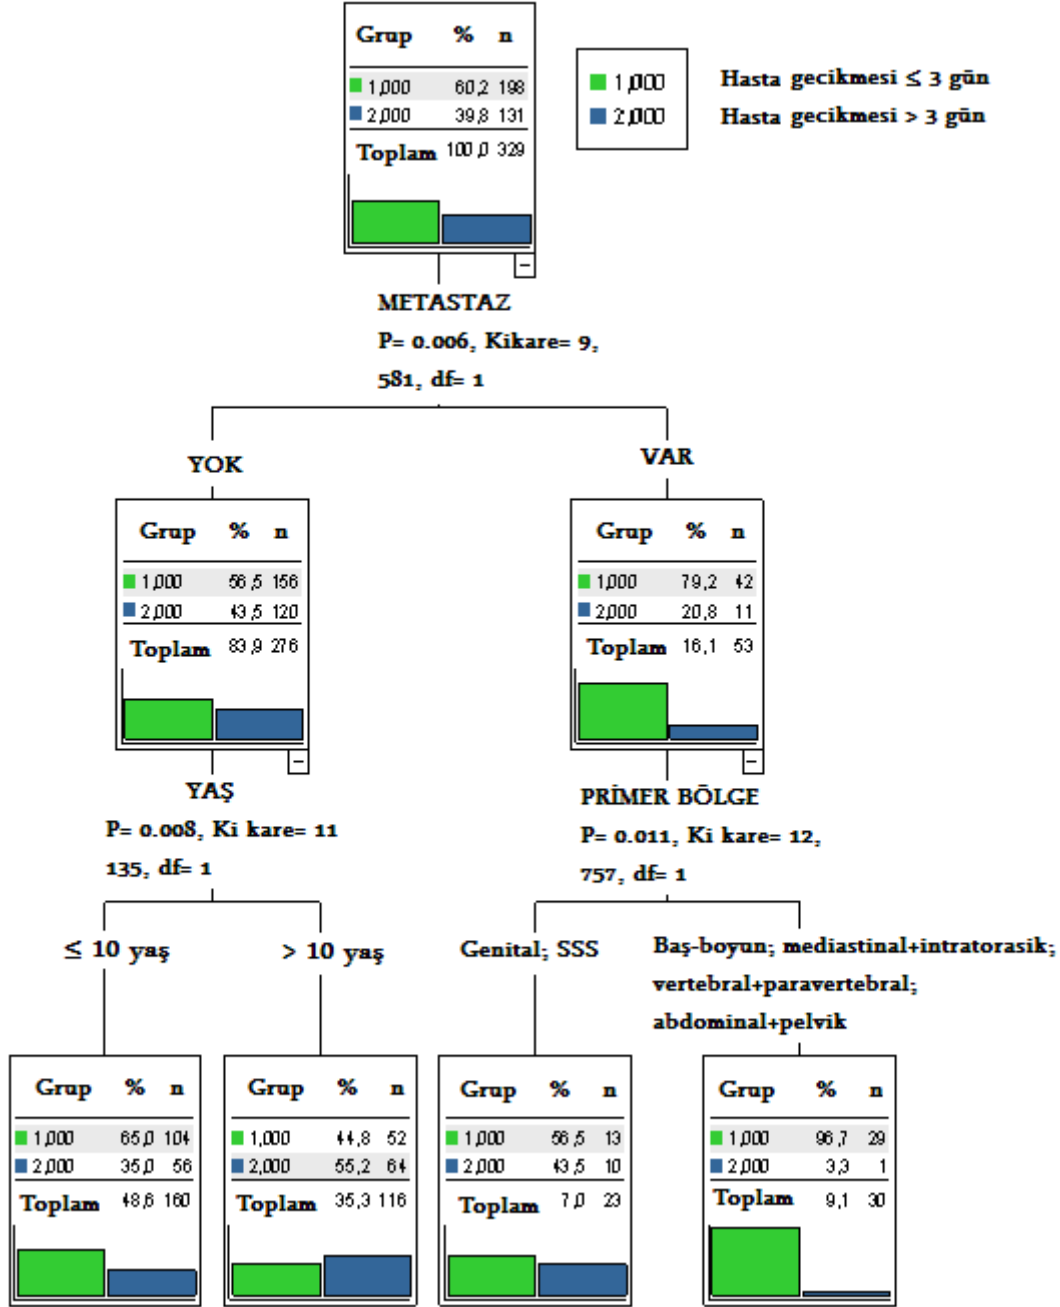 Grup % n
1,000 60,2 198
2,000 39,8 131
Toplam 100,0 329
1,000 Hasta gecikmesi ≤ 3 gün
2,000 Hasta gecikmesi > 3 gün
METASTAZ
P= 0.006, Kikare= 9,
581, df= 1
YOK
VAR
Grup % n
1,000 56,5 156
2,000 43,5 120
Toplam 83,9 276
Grup % n
1,000 79,2 42
2,000 20,8 11
Toplam 16,1 53
YAŞ
P= 0.008, Ki kare= 11
135, df= 1
PRİMER BÖLGE
P= 0.011, Ki kare= 12,
757, df= 1
≤ 10 yaş
> 10 yaş
Genital; SSS
Baş-boyun; mediastinal+intratorasik;
vertebral+paravertebral;
abdominal+pelvik
Grup % n
1,000 65,0 104
2,000 35,0 56
Toplam 48,6 160
Grup % n
1,000 44,8 52
2,000 55,2 64
Toplam 35,3 116
Grup % n
1,000 56,5 13
2,000 43,5 10
Toplam 7,0 23
Grup % n
1,000 96,7 29
2,000 3,3 1
Toplam 9,1 30